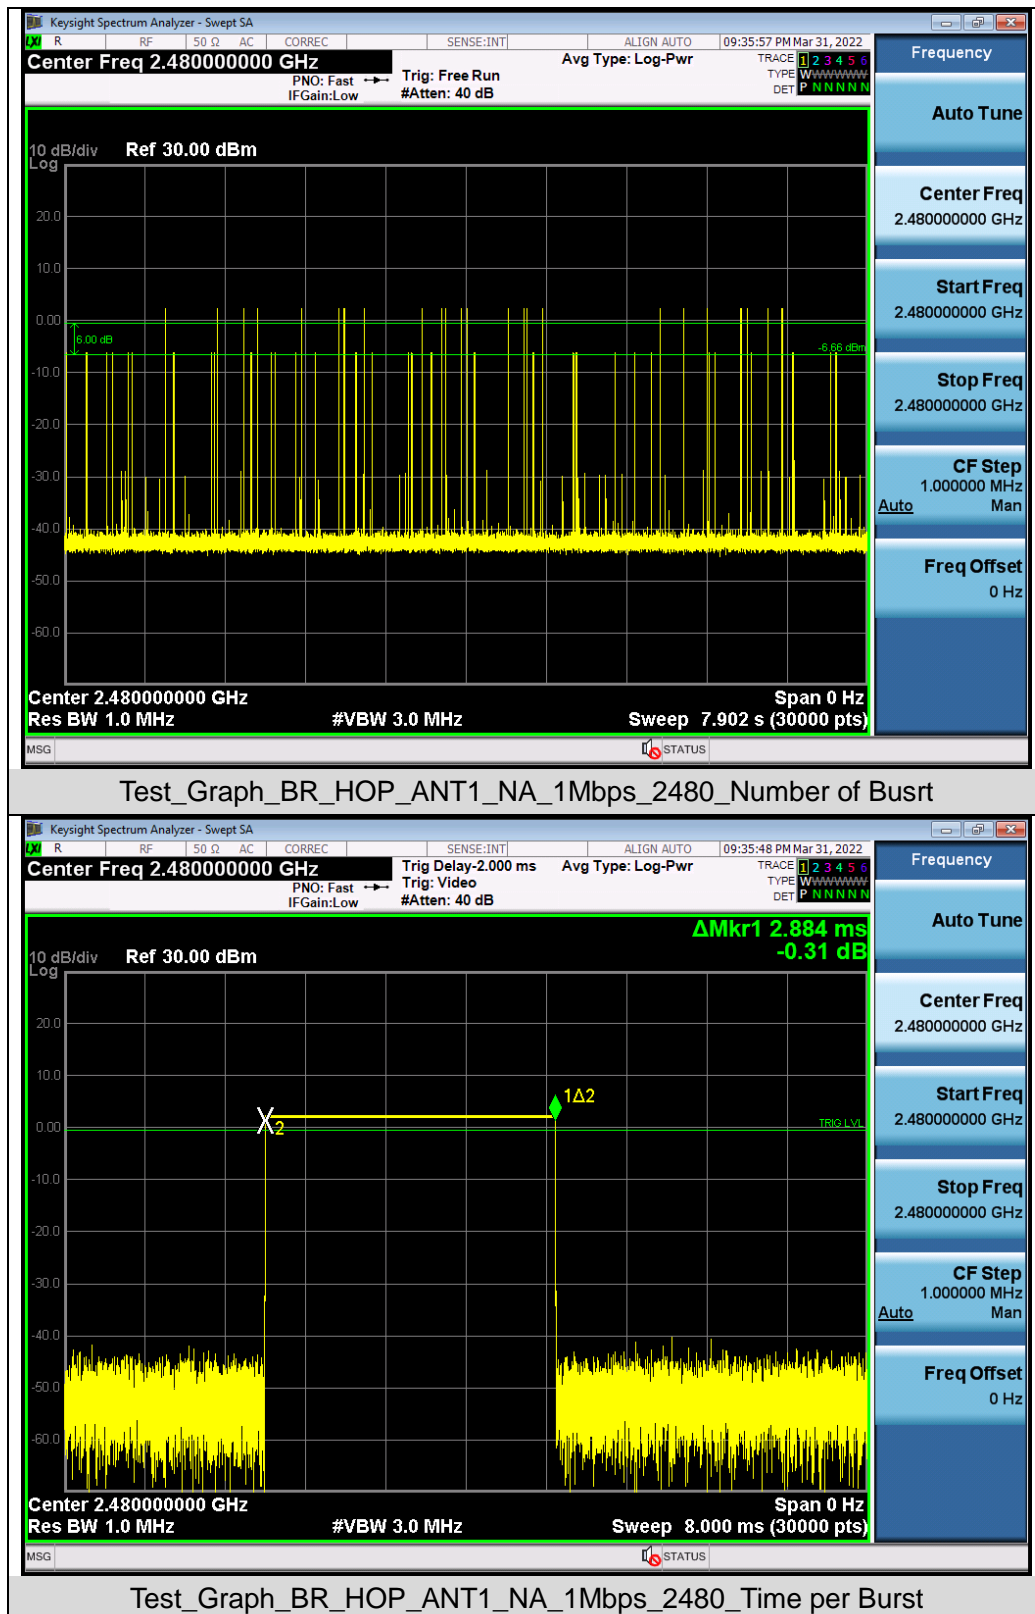 Keysight Spectrum Analyzer - Swept SA
LXI R RF 50 Ω AC CORREC SENSE:INT ALIGN AUTO 09:35:57 PM Mar 31, 2022
Center Freq 2.480000000 GHz
PNO: Fast
IFGain:Low
Trig: Free Run
#Atten: 40 dB
Avg Type: Log-Pwr
TRACE 1 2 3 4 5 6
TYPE WWWWWW
DET P N N N N N
10 dB/div Ref 30.00 dBm
Log
20.0
10.0
0.00
6.00 dB
-6.66 dBm
-10.0
-20.0
-30.0
-40.0
-50.0
-60.0
Center 2.480000000 GHz Span 0 Hz
Res BW 1.0 MHz #VBW 3.0 MHz Sweep 7.902 s (30000 pts)
MSG STATUS
Frequency
Auto Tune
Center Freq
2.480000000 GHz
Start Freq
2.480000000 GHz
Stop Freq
2.480000000 GHz
CF Step
1.000000 MHz
Auto Man
Freq Offset
0 Hz
Test_Graph_BR_HOP_ANT1_NA_1Mbps_2480_Number of Busrt
Keysight Spectrum Analyzer - Swept SA
LXI R RF 50 Ω AC CORREC SENSE:INT ALIGN AUTO 09:35:48 PM Mar 31, 2022
Center Freq 2.480000000 GHz
PNO: Fast
IFGain:Low
Trig Delay-2.000 ms
Trig: Video
#Atten: 40 dB
Avg Type: Log-Pwr
TRACE 1 2 3 4 5 6
TYPE WWWWWW
DET P N N N N N
ΔMkr1 2.884 ms
-0.31 dB
10 dB/div Ref 30.00 dBm
Log
20.0
10.0
1Δ2
X2
0.00
TRIG LVL
-10.0
-20.0
-30.0
-40.0
-50.0
-60.0
Center 2.480000000 GHz Span 0 Hz
Res BW 1.0 MHz #VBW 3.0 MHz Sweep 8.000 ms (30000 pts)
MSG STATUS
Frequency
Auto Tune
Center Freq
2.480000000 GHz
Start Freq
2.480000000 GHz
Stop Freq
2.480000000 GHz
CF Step
1.000000 MHz
Auto Man
Freq Offset
0 Hz
Test_Graph_BR_HOP_ANT1_NA_1Mbps_2480_Time per Burst